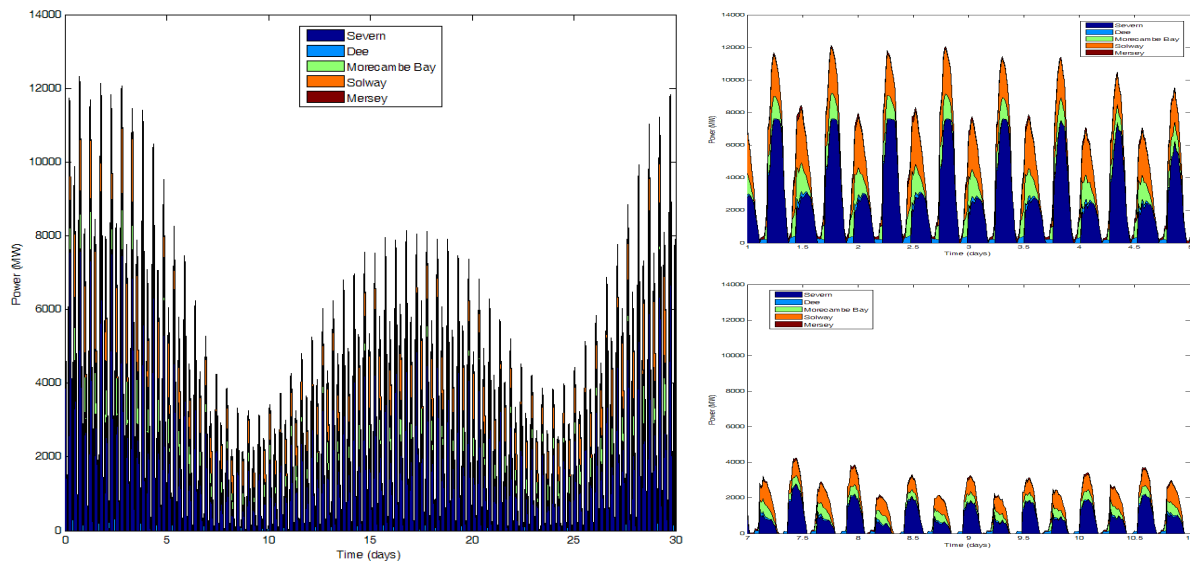 14000
12000
10000
8000
6000
4000
2000
0
Power (MW)
Severn
Dee
Morecambe Bay
Solway
Mersey
0 5 10 15 20 25 30
Time (days)
14000
12000
10000
8000
6000
4000
2000
0
Power (MW)
Severn
Dee
Morecambe Bay
Solway
Mersey
1 1.5 2 2.5 3 3.5 4 4.5 5
Time (days)
14000
12000
10000
8000
6000
4000
2000
0
Power (MW)
Severn
Dee
Morecambe Bay
Solway
Mersey
7 7.5 8 8.5 9 9.5 10 10.5
Time (days)